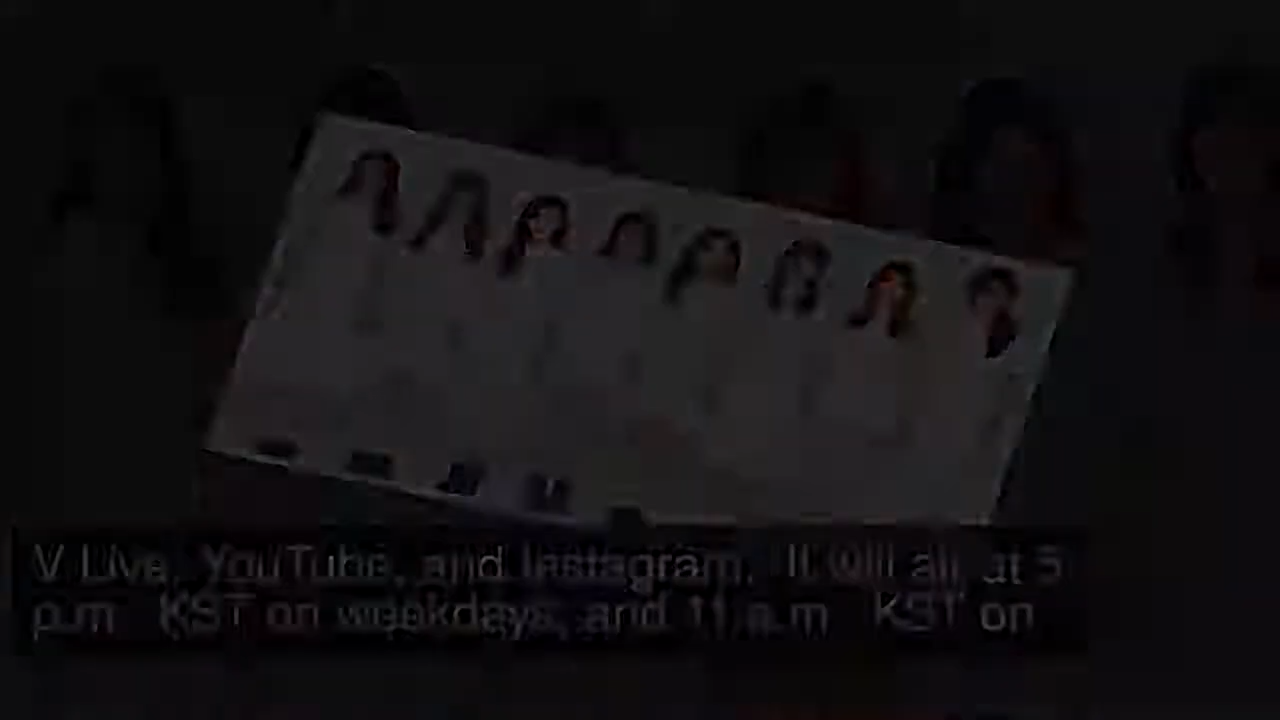 V Live, YouTube, and Instagram. It will air at 5
p.m. KST on weekdays, and 11 a.m. KST on